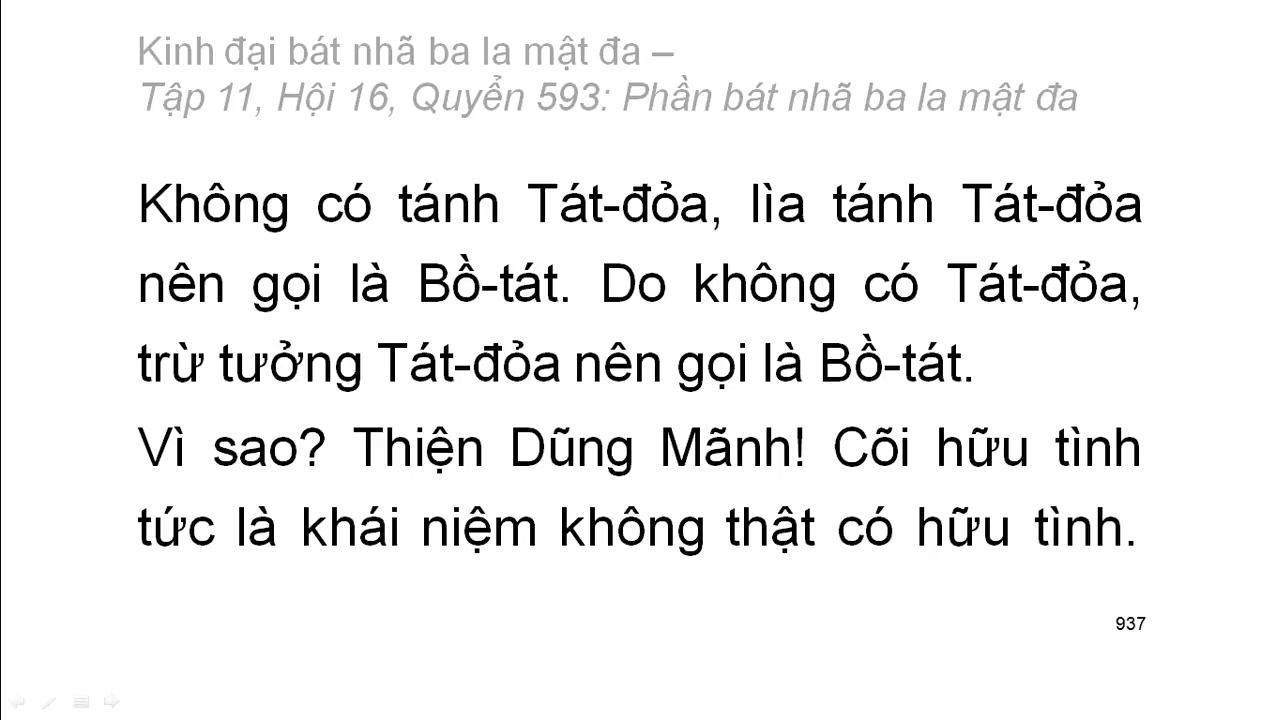 Kinh đại bát nhã ba la mật đa –
Tập 11, Hội 16, Quyển 593: Phần bát nhã ba la mật đa
Không có tánh Tát-đỏa, lìa tánh Tát-đỏa
nên gọi là Bồ-tát. Do không có Tát-đỏa,
trừ tưởng Tát-đỏa nên gọi là Bồ-tát.
Vì sao? Thiện Dũng Mãnh! Cõi hữu tình
tức là khái niệm không thật có hữu tình.
937